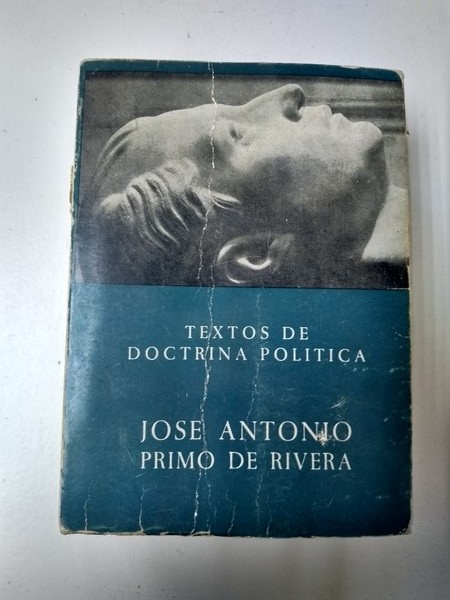 TEXTOS DE
DOCTRINA POLITICA
JOSE ANTONIO
PRIMO DE RIVERA